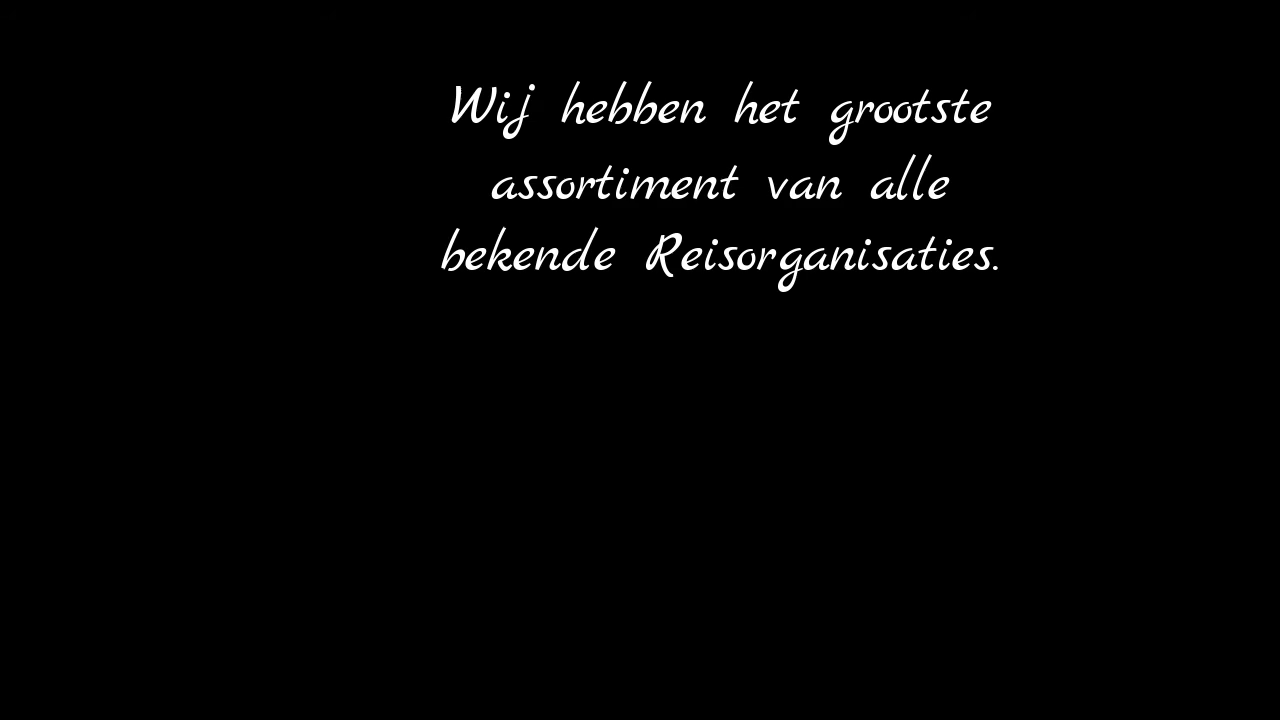 Wij hebben het grootste
assortiment van alle
bekende Reisorganisaties.